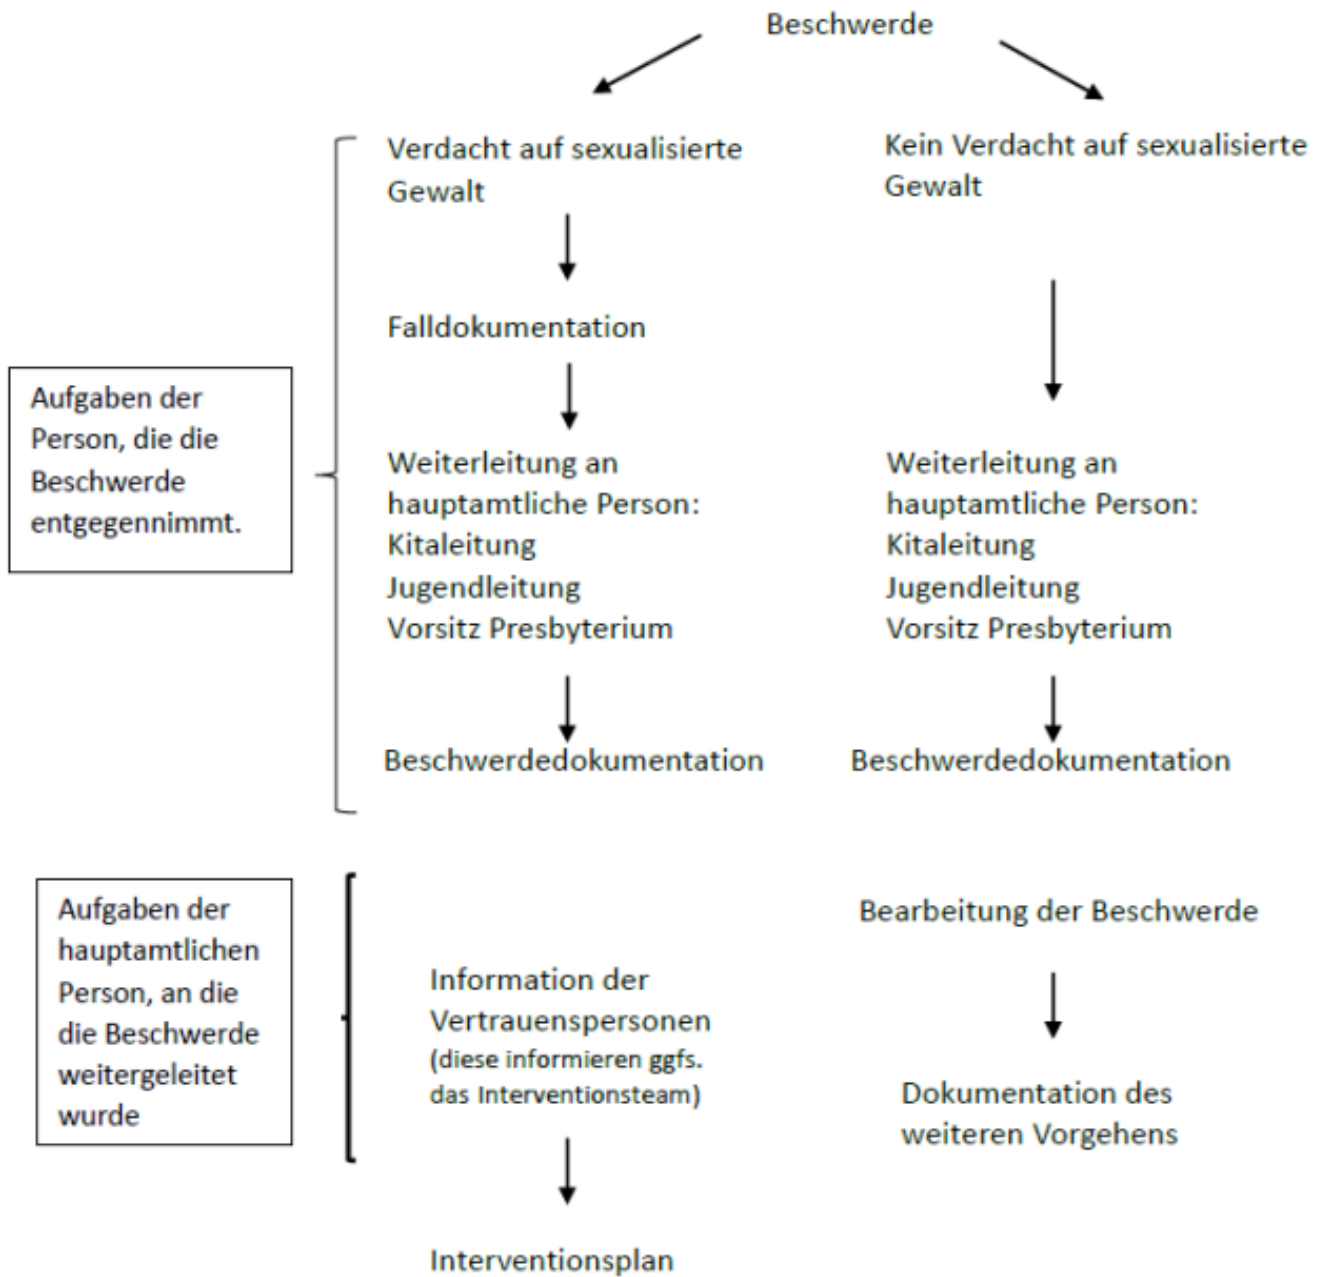 Beschwerde
Verdacht auf sexualisierte
Gewalt
Kein Verdacht auf sexualisierte
Gewalt
Falldokumentation
Aufgaben der
Person, die die
Beschwerde
entgegennimmt.
Weiterleitung an
hauptamtliche Person:
Kitaleitung
Jugendleitung
Vorsitz Presbyterium
Weiterleitung an
hauptamtliche Person:
Kitaleitung
Jugendleitung
Vorsitz Presbyterium
Beschwerdedokumentation
Beschwerdedokumentation
Aufgaben der
hauptamtlichen
Person, an die
die Beschwerde
weitergeleitet
wurde
Information der
Vertrauenspersonen
(diese informieren ggfs.
das Interventionsteam)
Bearbeitung der Beschwerde
Dokumentation des
weiteren Vorgehens
Interventionsplan